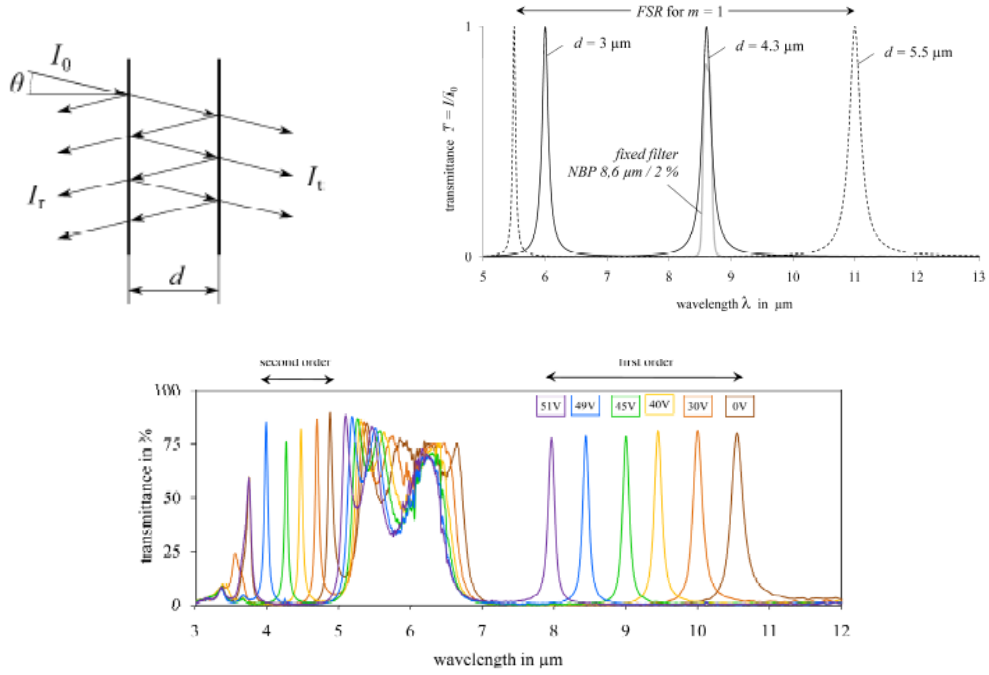 I₀
θ
Iᵣ
Iₜ
d
FSR for m = 1
1
d = 3 µm
d = 4.3 µm
d = 5.5 µm
transmittance T = I/I₀
fixed filter
NBP 8,6 µm / 2 %
0
5 6 7 8 9 10 11 12 13
wavelength λ in µm
second order
first order
100
51V 49V 45V 40V 30V 0V
transmittance in %
75
50
25
0
3 4 5 6 7 8 9 10 11 12
wavelength in µm